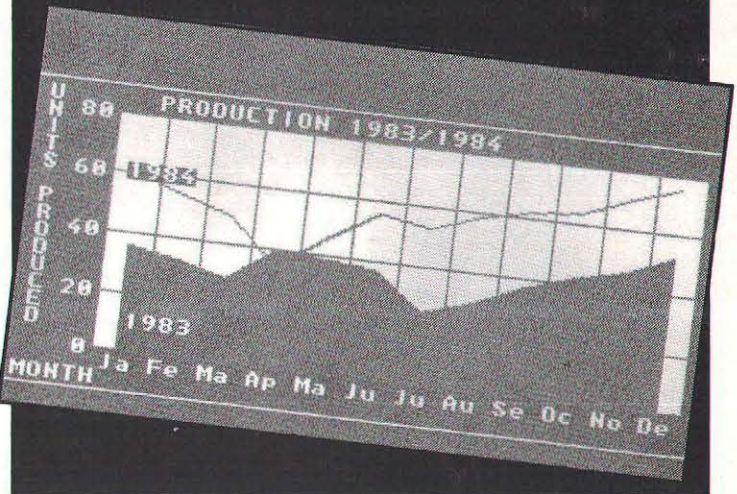 PRODUCTION 1983/1984
UNITS PRODUCED
80
60
1984
40
20
1983
0
Ja Fe Ma Ap Ma Ju Ju Au Se Oc No De
MONTH